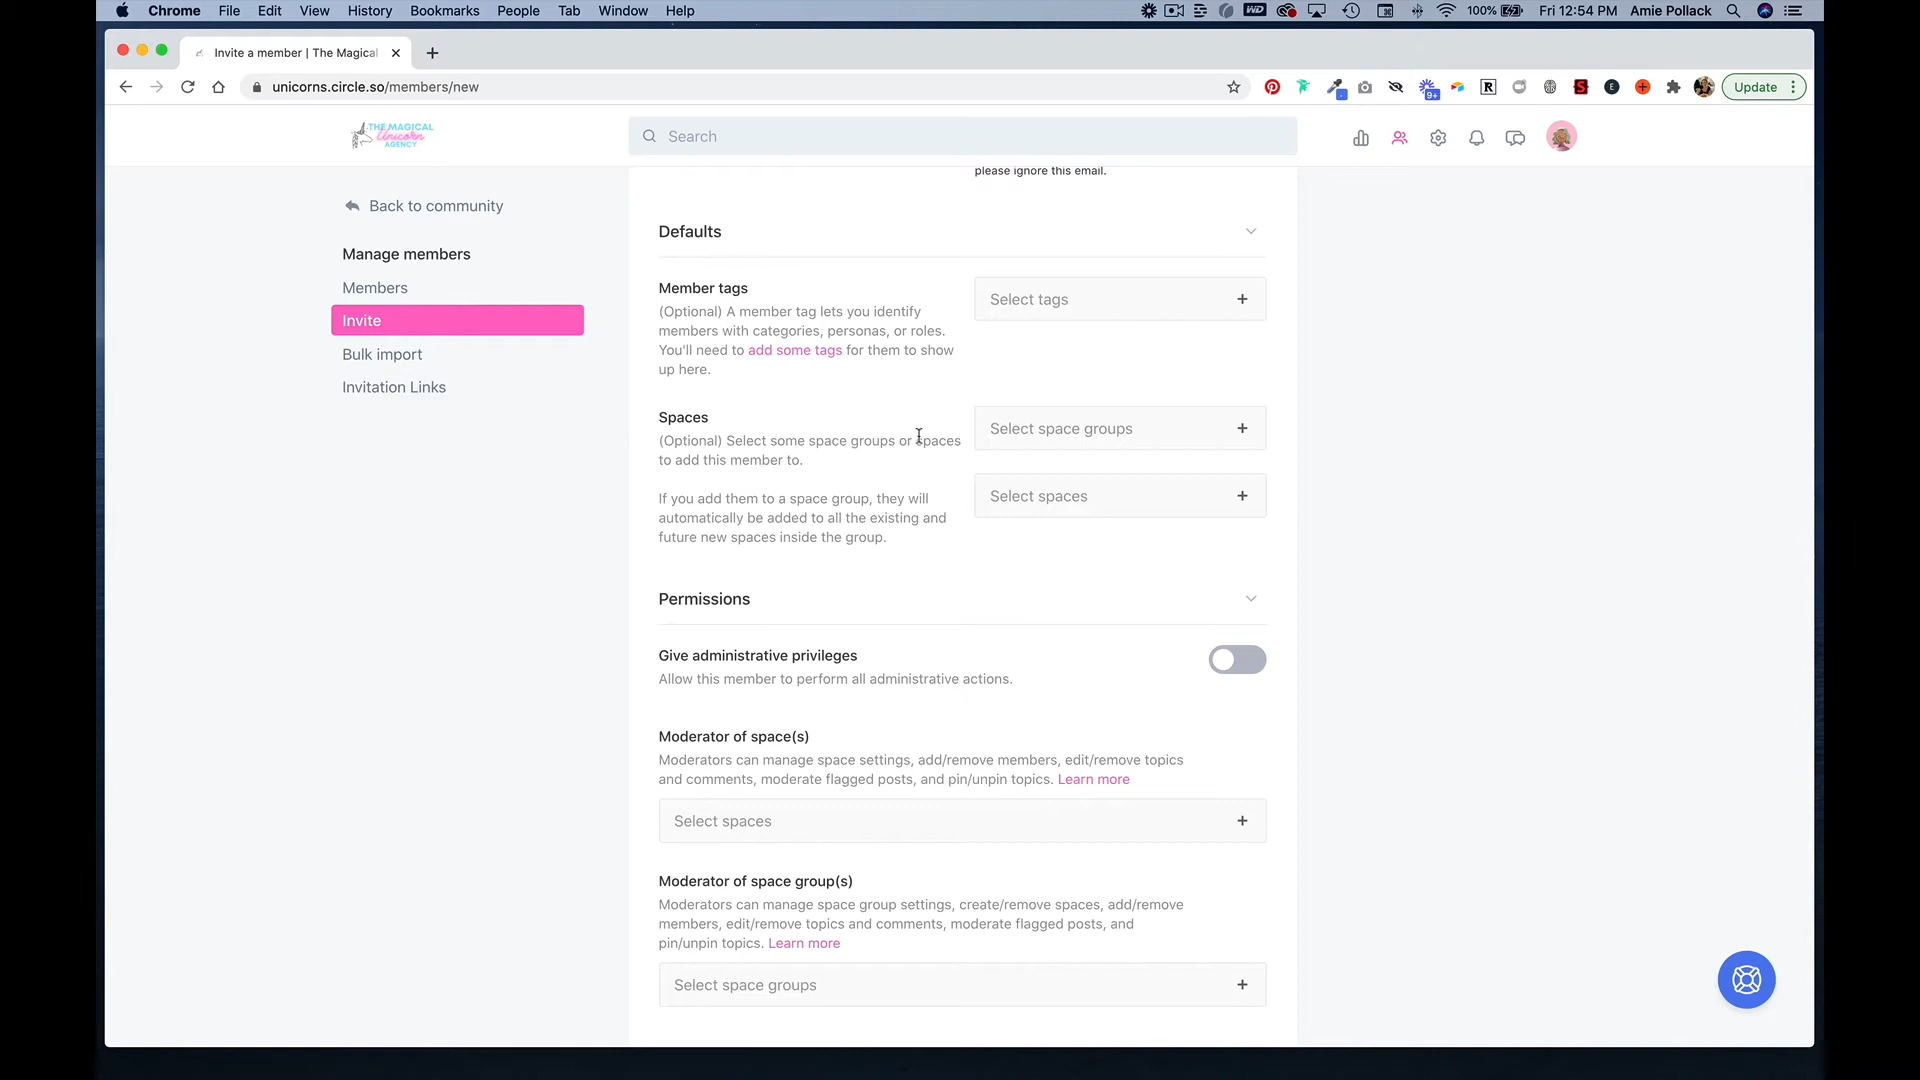 Chrome File Edit View History Bookmarks People Tab Window Help 100% Fri 12:54 PM Amie Pollack
Invite a member | The Magical
unicorns.circle.so/members/new
Update
THE MAGICAL
Unicorn
AGENCY
Search
please ignore this email.
Back to community
Manage members
Members
Invite
Bulk import
Invitation Links
Defaults
Member tags
(Optional) A member tag lets you identify
members with categories, personas, or roles.
You'll need to add some tags for them to show
up here.
Select tags
Spaces
(Optional) Select some space groups or spaces
to add this member to.
If you add them to a space group, they will
automatically be added to all the existing and
future new spaces inside the group.
Select space groups
Select spaces
Permissions
Give administrative privileges
Allow this member to perform all administrative actions.
Moderator of space(s)
Moderators can manage space settings, add/remove members, edit/remove topics
and comments, moderate flagged posts, and pin/unpin topics. Learn more
Select spaces
Moderator of space group(s)
Moderators can manage space group settings, create/remove spaces, add/remove
members, edit/remove topics and comments, moderate flagged posts, and
pin/unpin topics. Learn more
Select space groups